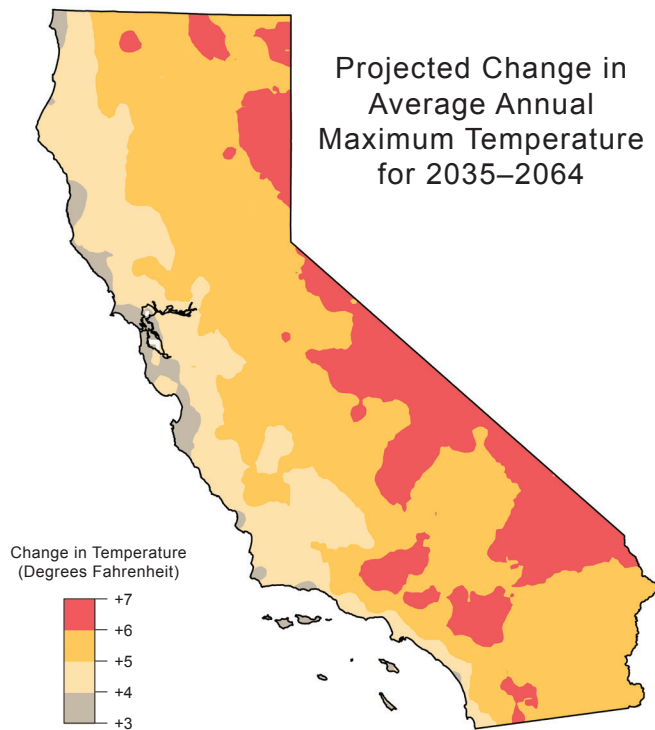 Projected Change in
Average Annual
Maximum Temperature
for 2035–2064
Change in Temperature
(Degrees Fahrenheit)
+7
+6
+5
+4
+3